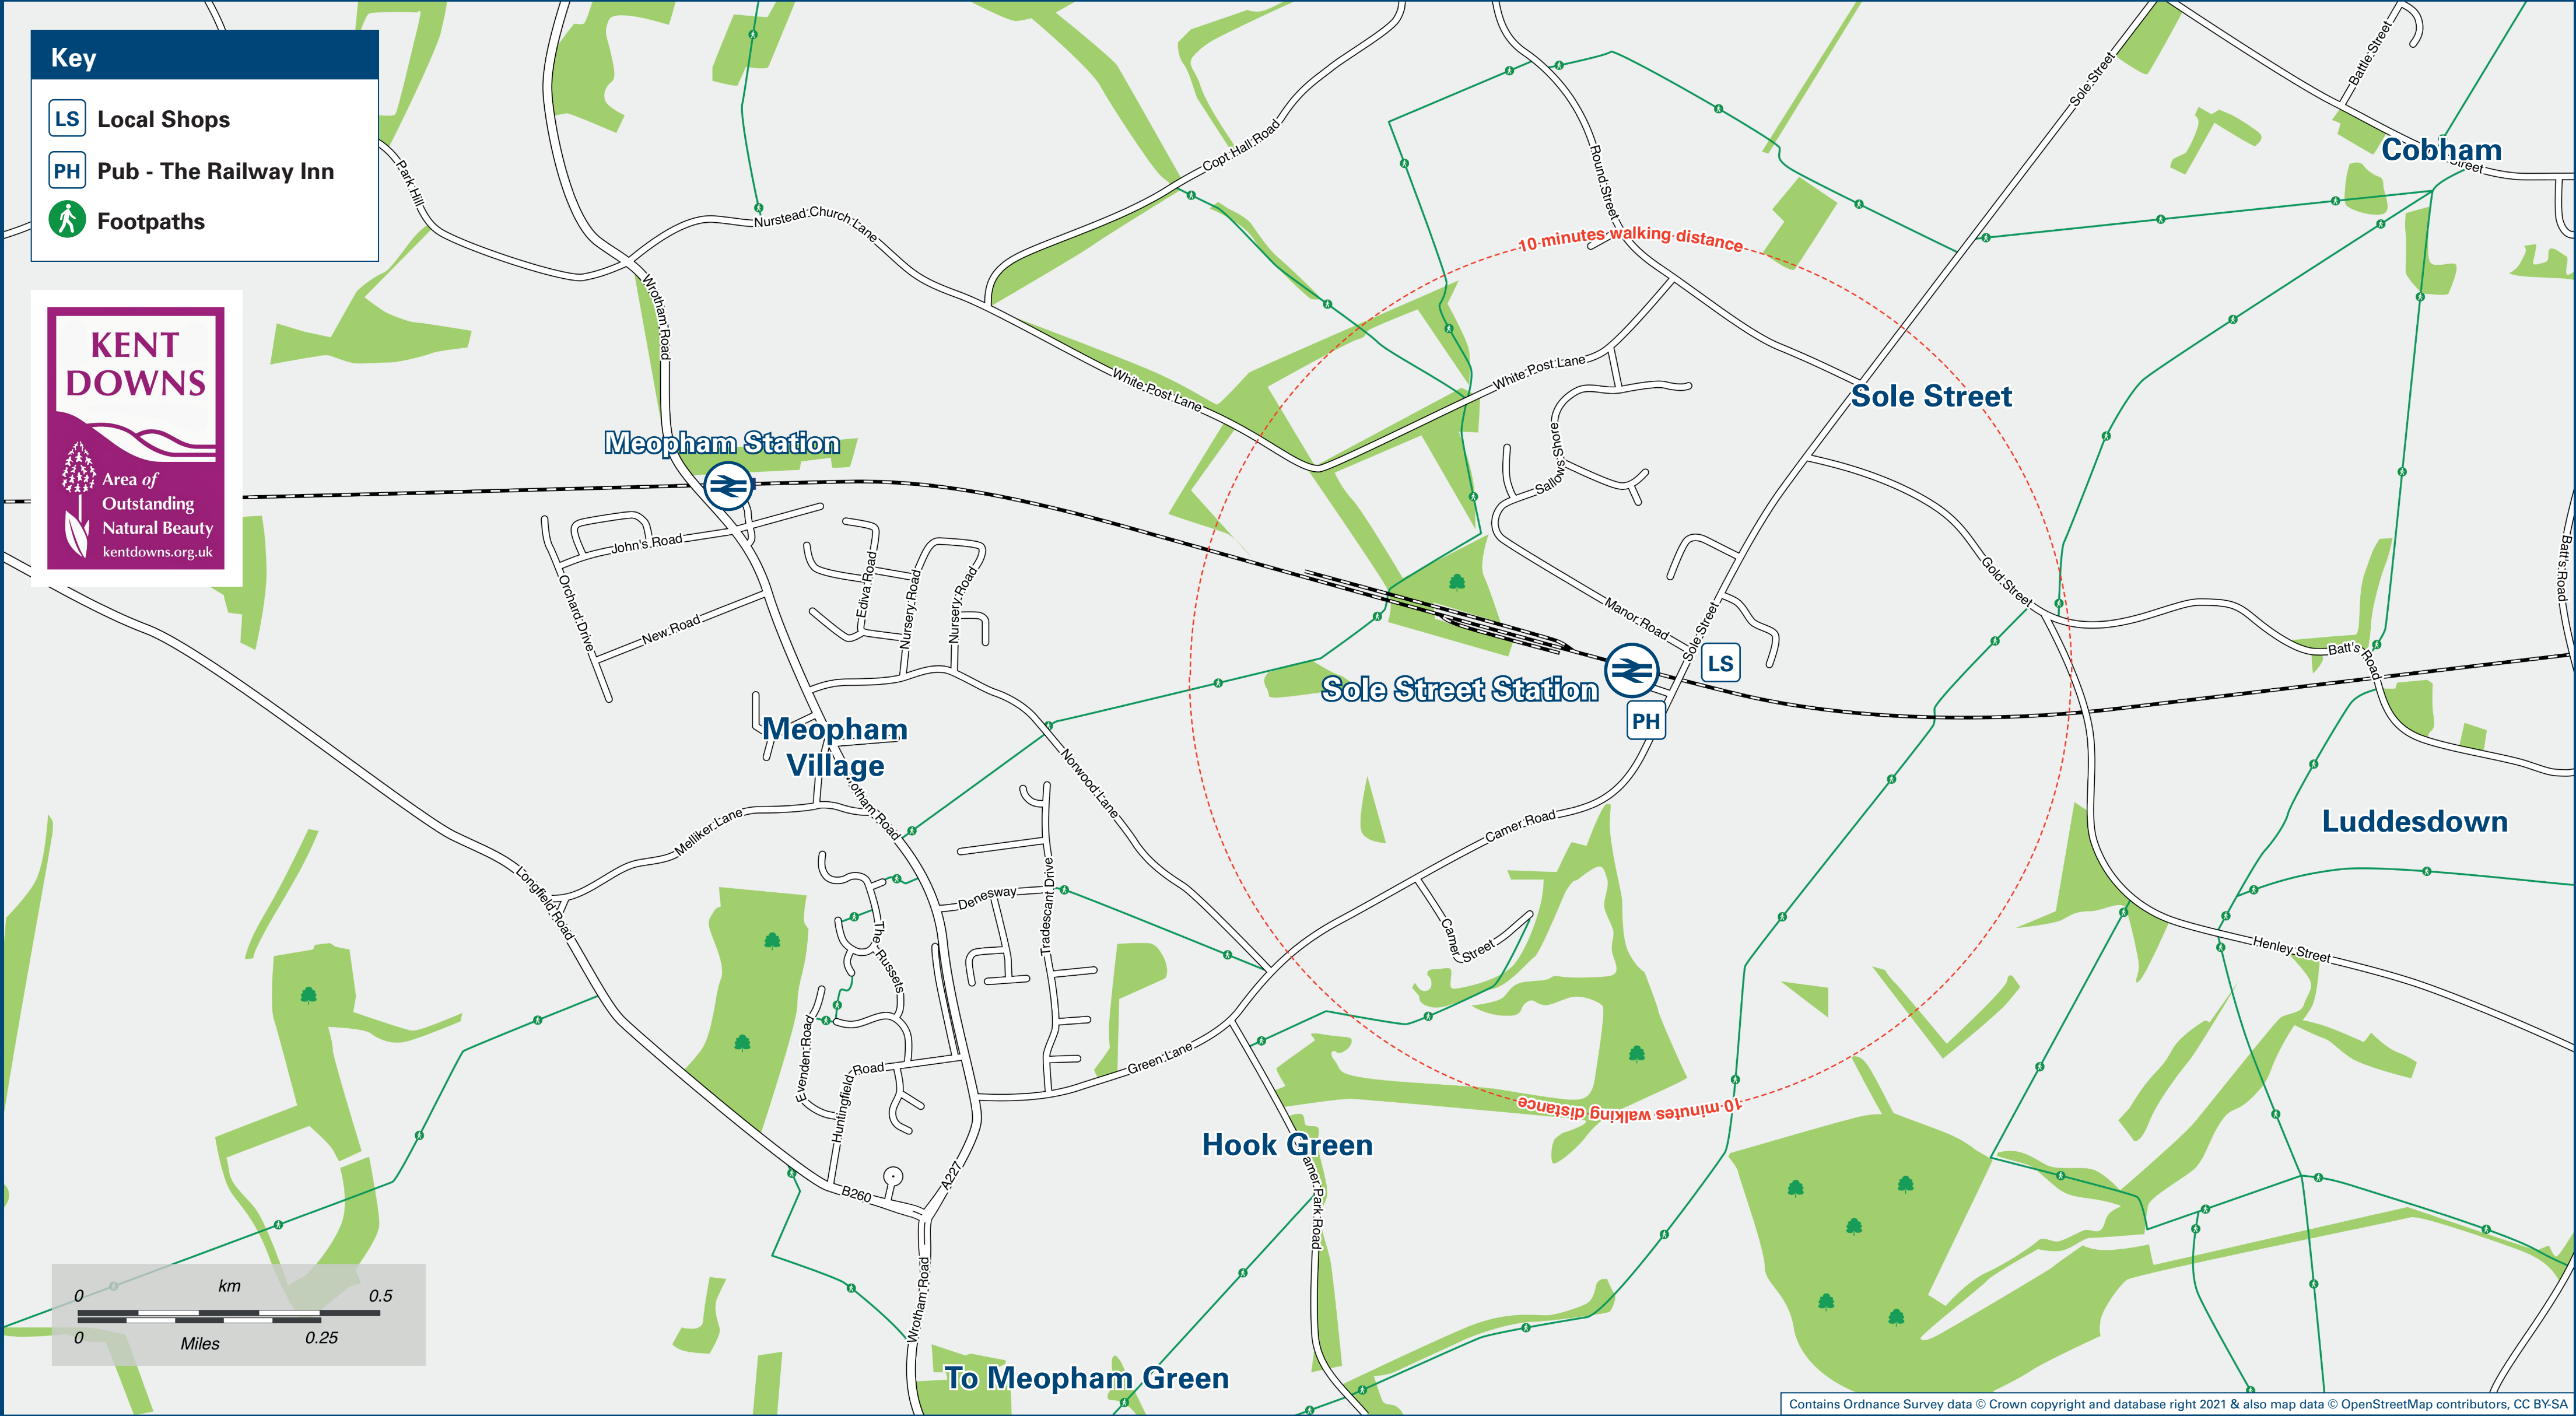 Key
LS Local Shops
PH Pub - The Railway Inn
Footpaths
KENT
DOWNS
Area of
Outstanding
Natural Beauty
kentdowns.org.uk
Park Hill
Nurstead Church Lane
Copt Hall Road
Round Street
Sole Street
Battle Street
Cobham
Street
10 minutes walking distance
Wrotham Road
White Post Lane
White Post Lane
Sole Street
Meopham Station
Sallows Shore
Gold Street
Batt's Road
John's Road
Orchard Drive
New Road
Ediva Road
Nursery Road
Nursery Road
Manor Road
Sole Street
LS
Sole Street Station
PH
Batt's Road
Meopham
Village
Wrotham Road
Norwood Lane
Melliker Lane
Camer Road
Luddesdown
Longfield Road
Denesway
Tradescant Drive
The Russets
Camer Street
Henley Street
Evenden Road
Huntingfield Road
Green Lane
10 minutes walking distance
Hook Green
Camer Park Road
A227
B260
Wrotham Road
To Meopham Green
km
0 0.5
0 0.25
Miles
Contains Ordnance Survey data © Crown copyright and database right 2021 & also map data © OpenStreetMap contributors, CC BY-SA